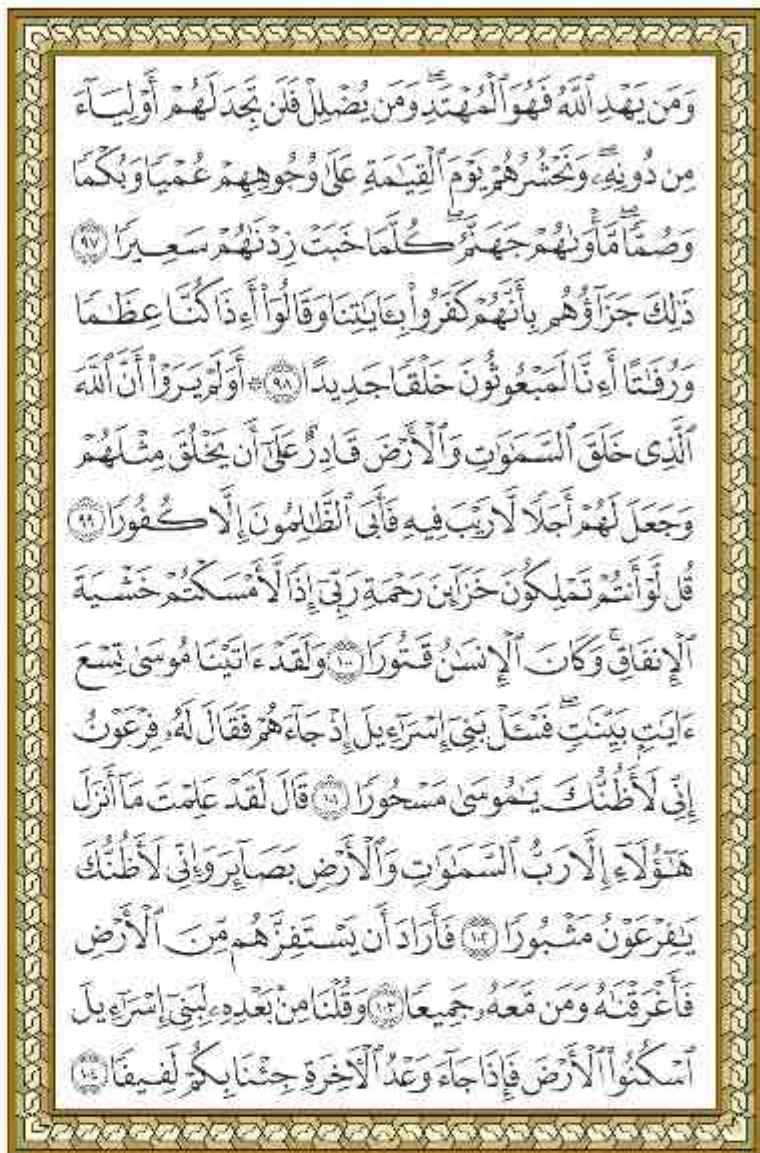 وَمَن يَهْدِ ٱللَّهُ فَهُوَ ٱلْمُهْتَدِۖ وَمَن يُضْلِلْ فَلَن تَجِدَ لَهُمْ أَوْلِيَآءَ
مِن دُونِهِۦۖ وَنَحْشُرُهُمْ يَوْمَ ٱلْقِيَٰمَةِ عَلَىٰ وُجُوهِهِمْ عُمْيًا وَبُكْمًا
وَصُمًّاۖ مَّأْوَىٰهُمْ جَهَنَّمُۖ كُلَّمَا خَبَتْ زِدْنَٰهُمْ سَعِيرًا ٩٧
ذَٰلِكَ جَزَآؤُهُم بِأَنَّهُمْ كَفَرُوا۟ بِـَٔايَٰتِنَا وَقَالُوٓا۟ أَءِذَا كُنَّا عِظَٰمًا
وَرُفَٰتًا أَءِنَّا لَمَبْعُوثُونَ خَلْقًا جَدِيدًا ٩٨ ۞ أَوَلَمْ يَرَوْا۟ أَنَّ ٱللَّهَ
ٱلَّذِى خَلَقَ ٱلسَّمَٰوَٰتِ وَٱلْأَرْضَ قَادِرٌ عَلَىٰٓ أَن يَخْلُقَ مِثْلَهُمْ
وَجَعَلَ لَهُمْ أَجَلًا لَّا رَيْبَ فِيهِ فَأَبَى ٱلظَّٰلِمُونَ إِلَّا كُفُورًا ٩٩
قُل لَّوْ أَنتُمْ تَمْلِكُونَ خَزَآئِنَ رَحْمَةِ رَبِّىٓ إِذًا لَّأَمْسَكْتُمْ خَشْيَةَ
ٱلْإِنفَاقِۚ وَكَانَ ٱلْإِنسَٰنُ قَتُورًا ١٠٠ وَلَقَدْ ءَاتَيْنَا مُوسَىٰ تِسْعَ
ءَايَٰتٍۭ بَيِّنَٰتٍۖ فَسْـَٔلْ بَنِىٓ إِسْرَٰٓءِيلَ إِذْ جَآءَهُمْ فَقَالَ لَهُۥ فِرْعَوْنُ
إِنِّى لَأَظُنُّكَ يَٰمُوسَىٰ مَسْحُورًا ١٠١ قَالَ لَقَدْ عَلِمْتَ مَآ أَنزَلَ
هَٰٓؤُلَآءِ إِلَّا رَبُّ ٱلسَّمَٰوَٰتِ وَٱلْأَرْضِ بَصَآئِرَ وَإِنِّى لَأَظُنُّكَ
يَٰفِرْعَوْنُ مَثْبُورًا ١٠٢ فَأَرَادَ أَن يَسْتَفِزَّهُم مِّنَ ٱلْأَرْضِ
فَأَغْرَقْنَٰهُ وَمَن مَّعَهُۥ جَمِيعًا ١٠٣ وَقُلْنَا مِنۢ بَعْدِهِۦ لِبَنِىٓ إِسْرَٰٓءِيلَ
ٱسْكُنُوا۟ ٱلْأَرْضَ فَإِذَا جَآءَ وَعْدُ ٱلْءَاخِرَةِ جِئْنَا بِكُمْ لَفِيفًا ١٠٤